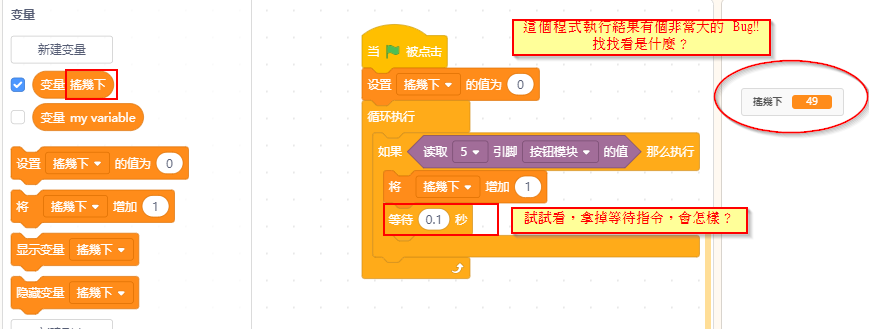 变量
新建变量
变量 搖幾下
变量 my variable
设置 搖幾下 的值为 0
将 搖幾下 增加 1
显示变量 搖幾下
隐藏变量 搖幾下
当 被点击
设置 搖幾下 的值为 0
循环执行
如果 读取 5 引脚 按钮模块 的值 那么执行
将 搖幾下 增加 1
等待 0.1 秒
這個程式執行結果有個非常大的 Bug!!
找找看是什麼？
試試看，拿掉等待指令，會怎樣？
搖幾下 49